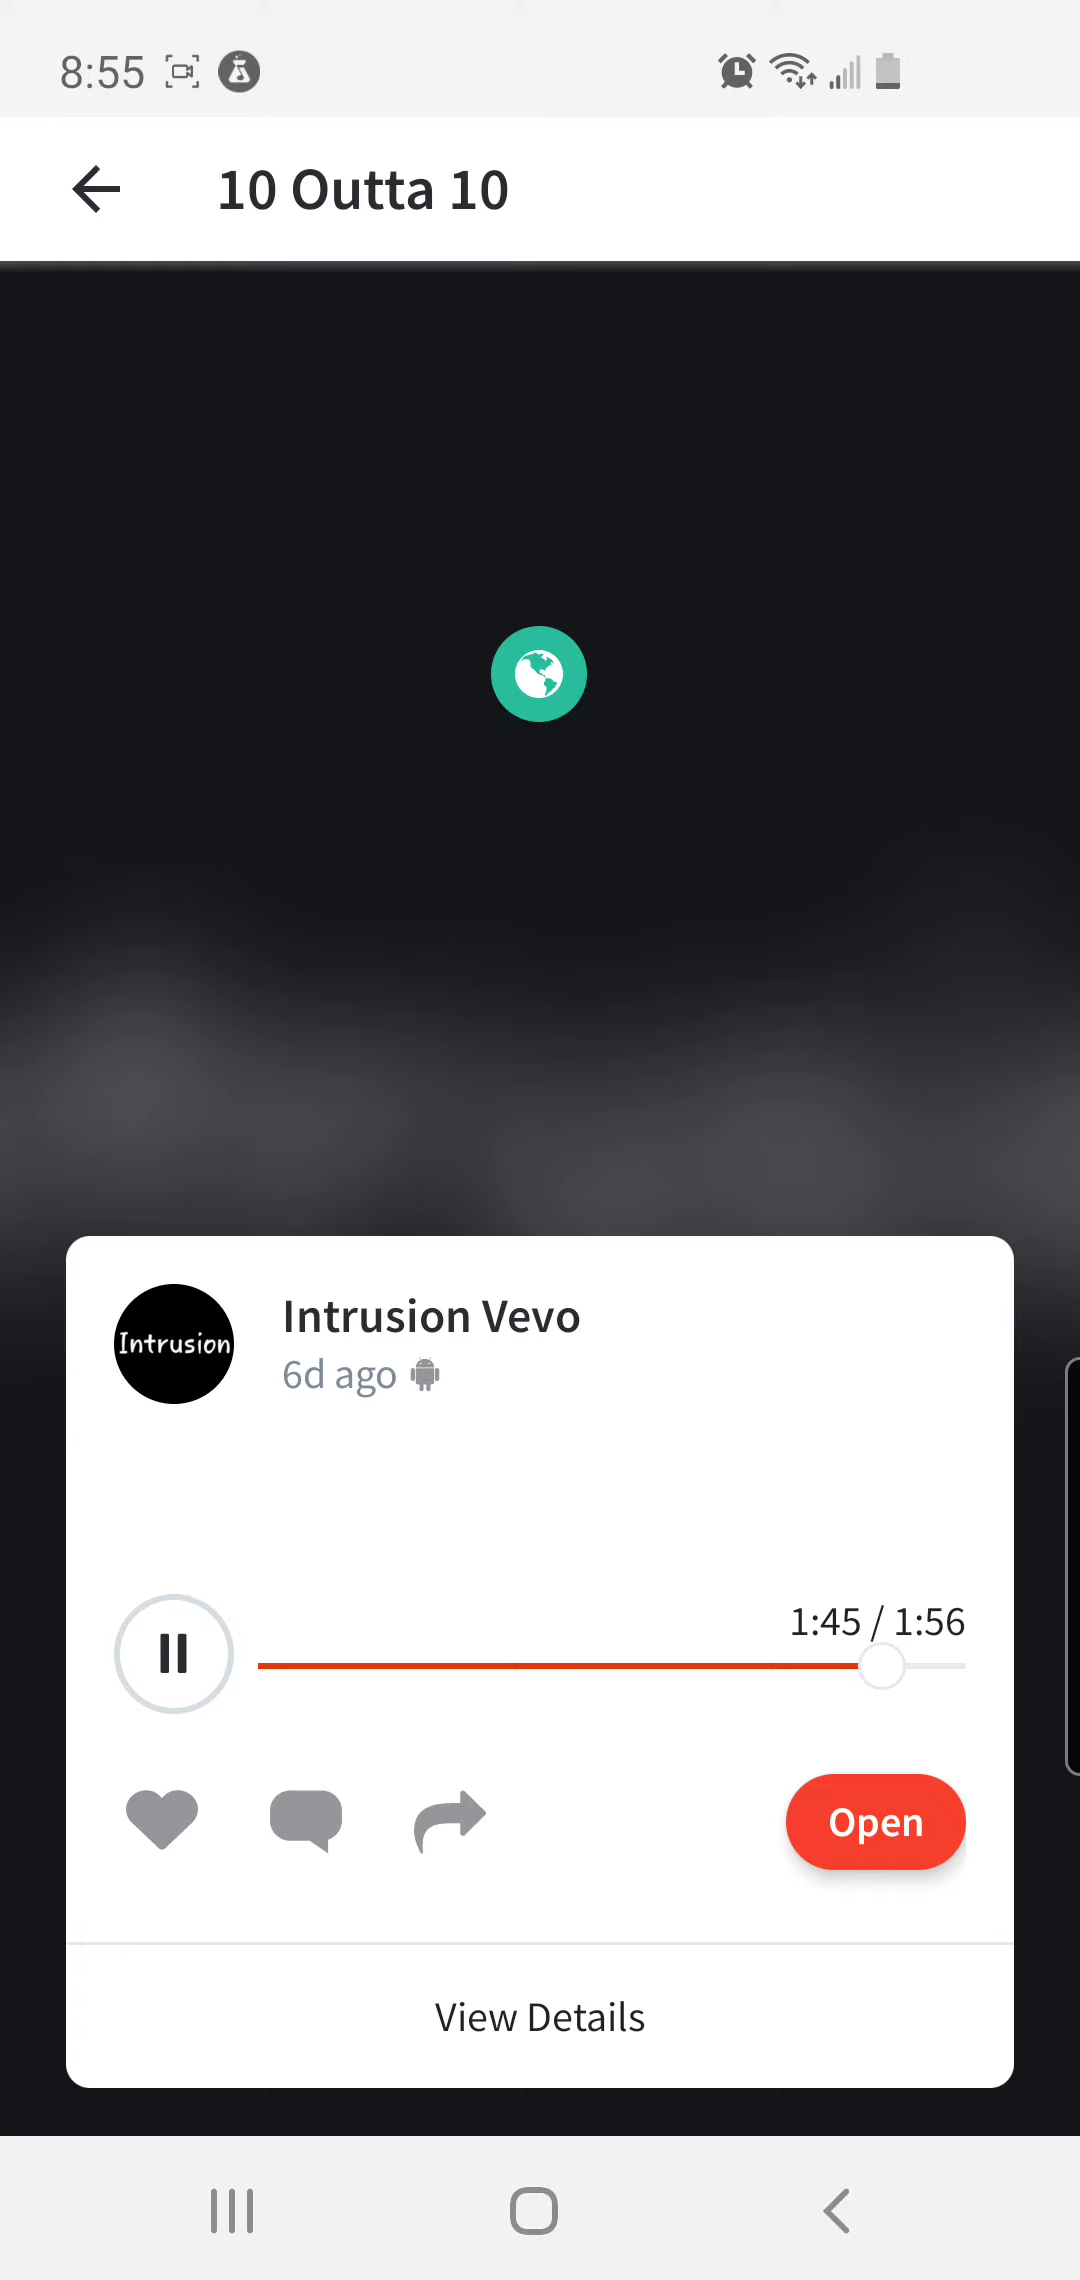 8:55
10 Outta 10
Intrusion
Intrusion Vevo
6d ago
1:45 / 1:56
Open
View Details